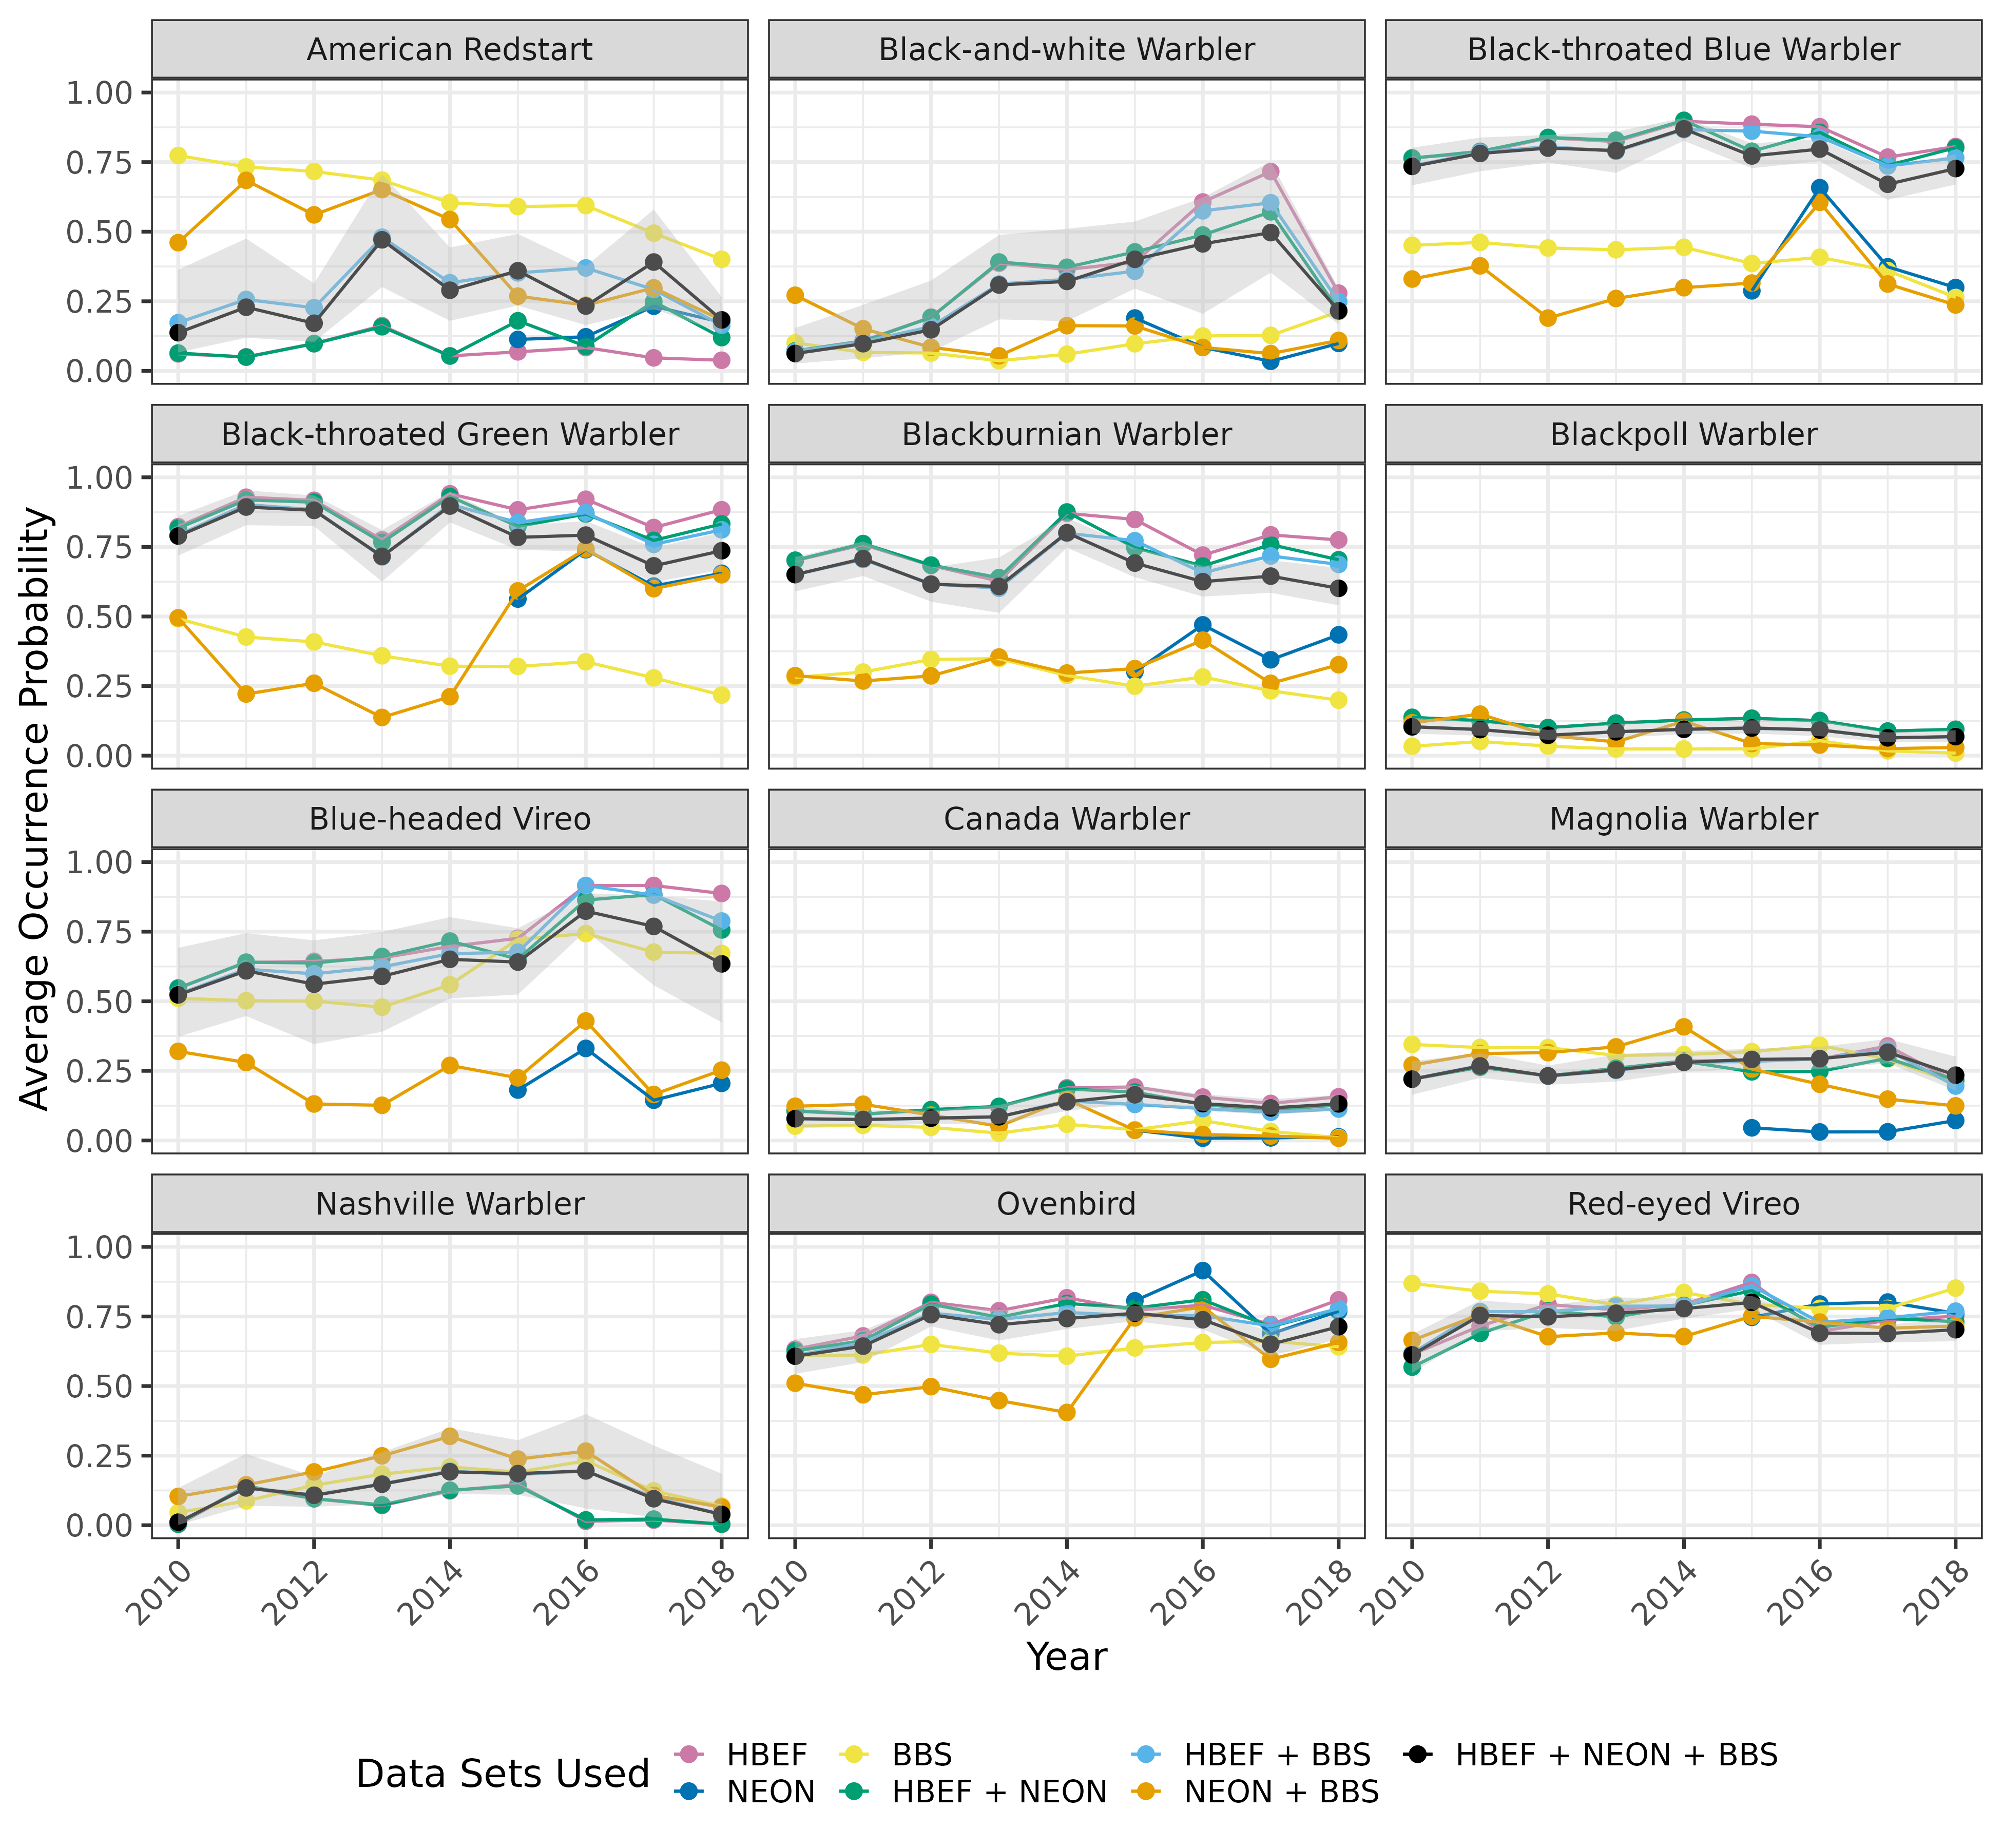 American Redstart
Black-and-white Warbler
Black-throated Blue Warbler
1.00
0.75
0.50
0.25
0.00
Black-throated Green Warbler
Blackburnian Warbler
Blackpoll Warbler
1.00
0.75
0.50
0.25
0.00
Average Occurrence Probability
Blue-headed Vireo
Canada Warbler
Magnolia Warbler
1.00
0.75
0.50
0.25
0.00
Nashville Warbler
Ovenbird
Red-eyed Vireo
1.00
0.75
0.50
0.25
0.00
2010 2012 2014 2016 2018 2010 2012 2014 2016 2018 2010 2012 2014 2016 2018
Year
Data Sets Used
HBEF BBS HBEF + BBS HBEF + NEON + BBS
NEON HBEF + NEON NEON + BBS